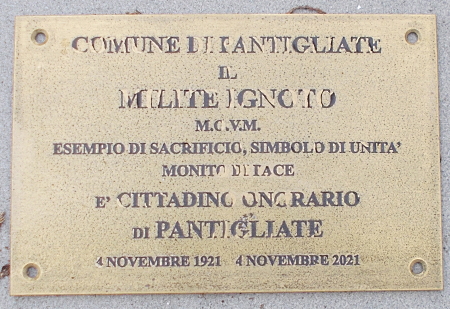 COMUNE DI PANTIGLIATE
IL
MILITE IGNOTO
M.O.V.M.
ESEMPIO DI SACRIFICIO, SIMBOLO DI UNITA'
MONITO DI PACE
E' CITTADINO ONORARIO
DI PANTIGLIATE
4 NOVEMBRE 1921 4 NOVEMBRE 2021